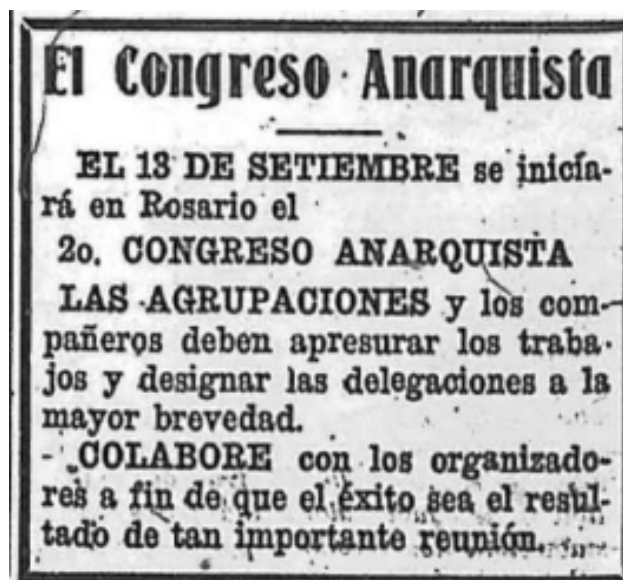 El Congreso Anarquista
EL 13 DE SETIEMBRE se inicia-
rá en Rosario el
2o. CONGRESO ANARQUISTA
LAS AGRUPACIONES y los com-
pañeros deben apresurar los traba-
jos y designar las delegaciones a la
mayor brevedad.
COLABORE con los organizado-
res a fin de que el éxito sea el resul-
tado de tan importante reunión.